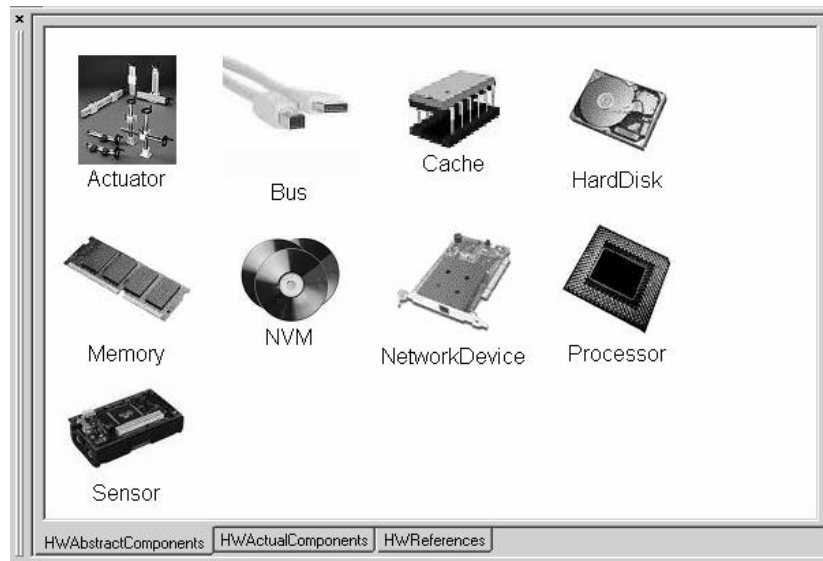 Actuator
Bus
Cache
HardDisk
Memory
NVM
NetworkDevice
Processor
Sensor
HWAbstractComponents
HWActualComponents
HWReferences